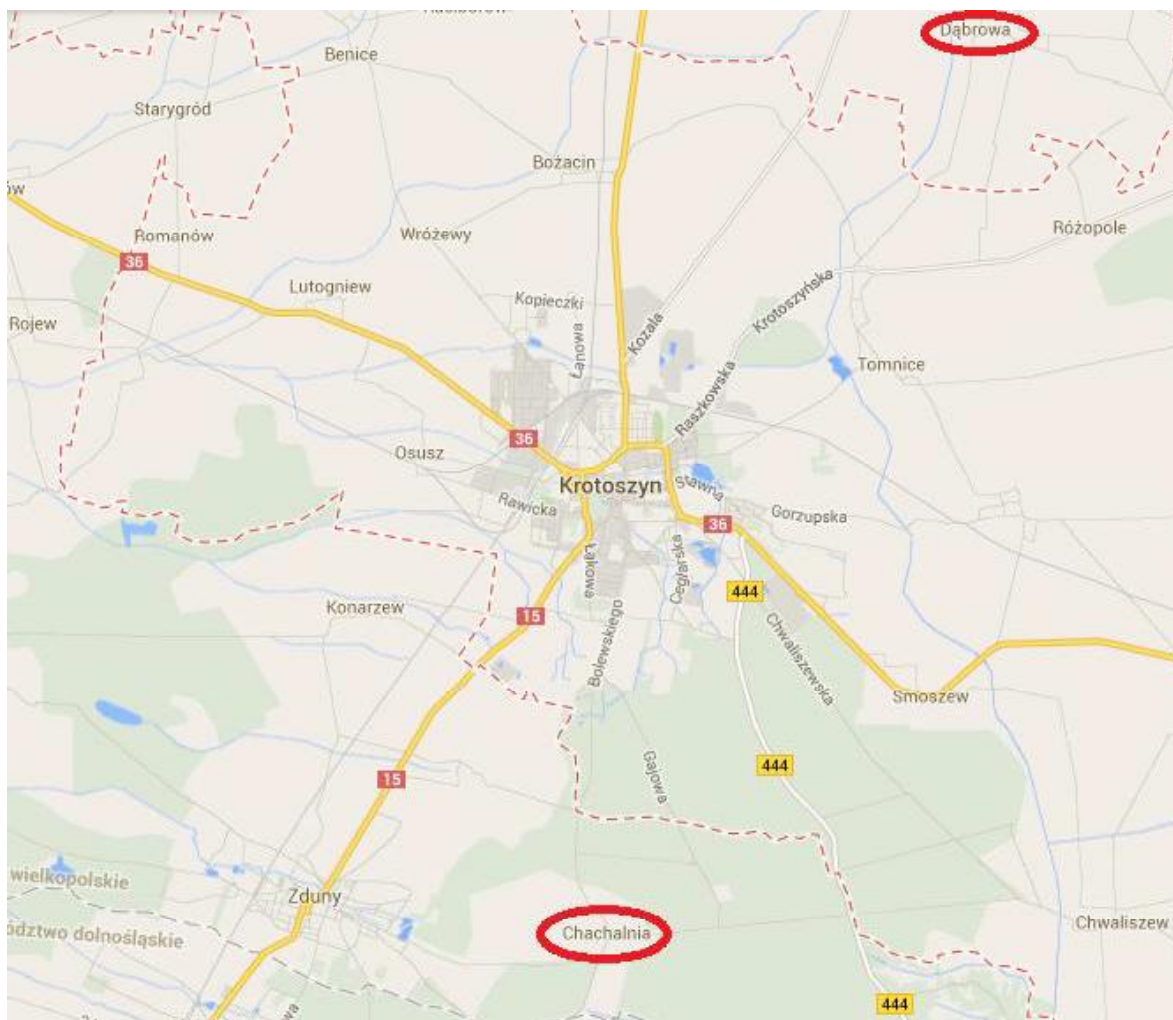 Dąbrowa
Benice
Starygród
Bożacin
Różopole
Romanów
Wróżewy
36
Lutogniew
Kopieczki
Krotoszyńska
Rojew
Łanowa
Kozala
Tomnice
Raszkowska
36
Osusz
Krotoszyn
Stawna
Rawicka
Gorzupska
36
Łąkowa
Ceglarska
444
Konarzew
15
Bolewskiego
Chwaliszewska
Smoszew
Gajowa
444
15
wielkopolskie
Zduny
Chachalnia
Chwaliszew
dztwo dolnośląskie
444